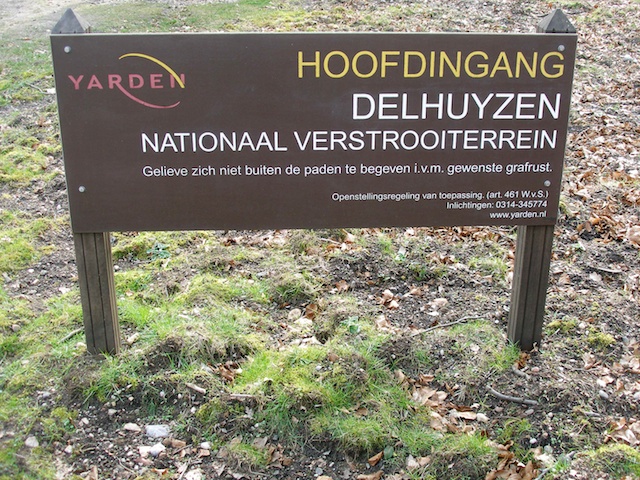 YARDEN
HOOFDINGANG
DELHUYZEN
NATIONAAL VERSTROOITERREIN
Gelieve zich niet buiten de paden te begeven i.v.m. gewenste grafrust.
Openstellingsregeling van toepassing. (art. 461 W.v.S.)
Inlichtingen: 0314-345774
www.yarden.nl